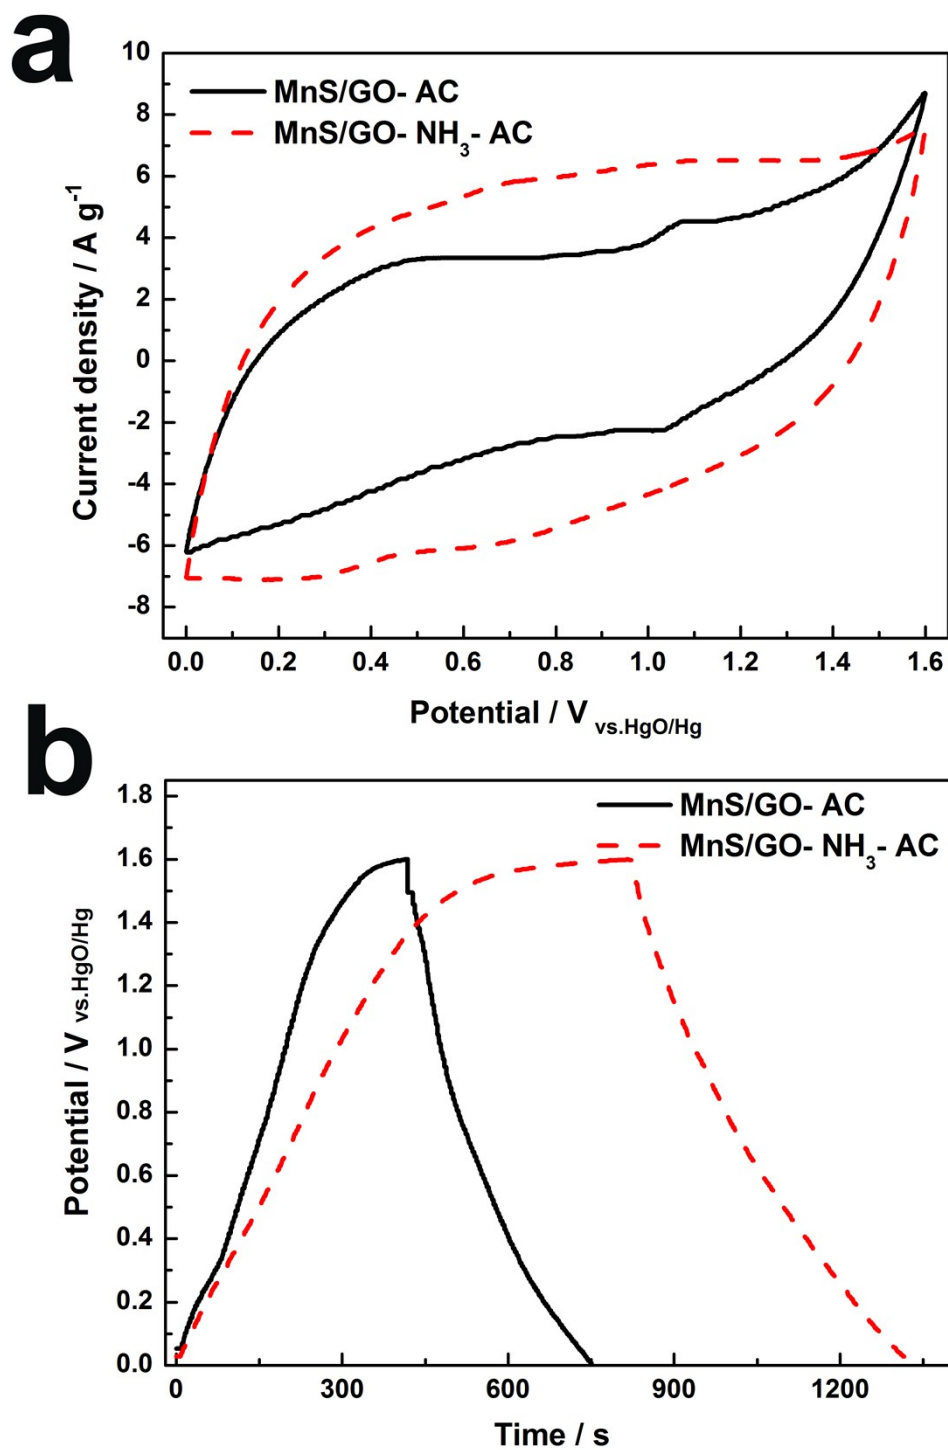 a
10
8
6
4
2
0
-2
-4
-6
-8
Current density / A g⁻¹
MnS/GO- AC
MnS/GO- NH₃- AC
0.0 0.2 0.4 0.6 0.8 1.0 1.2 1.4 1.6
Potential / V vs.HgO/Hg
b
1.8
1.6
1.4
1.2
1.0
0.8
0.6
0.4
0.2
0.0
Potential / V vs.HgO/Hg
MnS/GO- AC
MnS/GO- NH₃- AC
0 300 600 900 1200
Time / s